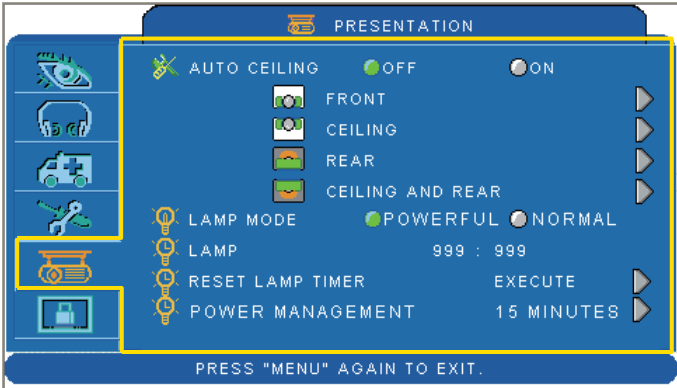 PRESENTATION
AUTO CEILING OFF ON
FRONT
CEILING
REAR
CEILING AND REAR
LAMP MODE POWERFUL NORMAL
LAMP 999 : 999
RESET LAMP TIMER EXECUTE
POWER MANAGEMENT 15 MINUTES
PRESS "MENU" AGAIN TO EXIT.